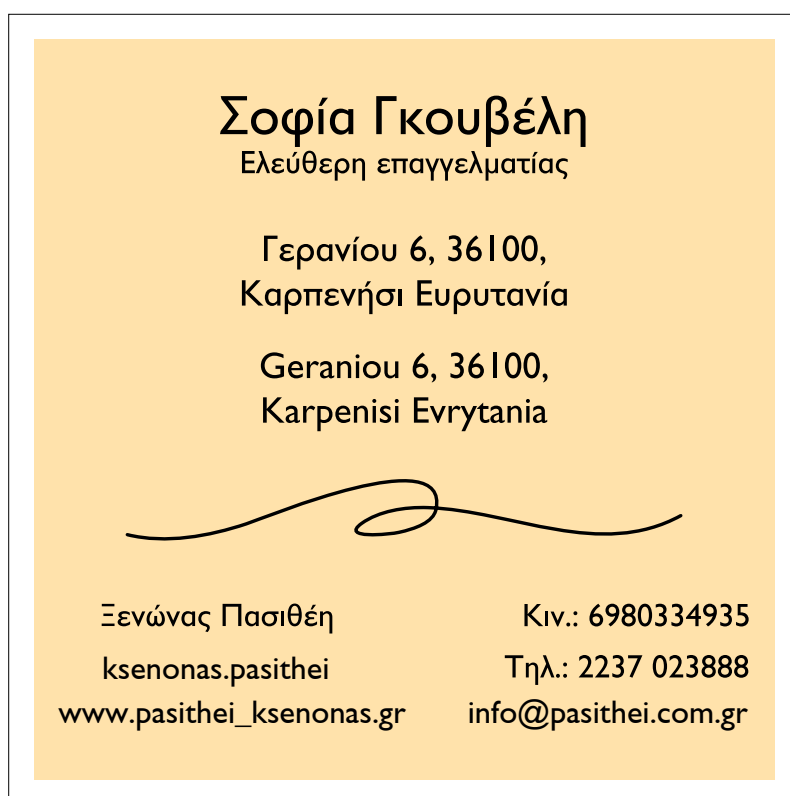 Σοφία Γκουβέλη
Ελεύθερη επαγγελματίας
Γερανίου 6, 36100,
Καρπενήσι Ευρυτανία
Geraniou 6, 36100,
Karpenisi Evrytania
Ξενώνας Πασιθέη
ksenonas.pasithei
www.pasithei_ksenonas.gr
Κιν.: 6980334935
Τηλ.: 2237 023888
info@pasithei.com.gr